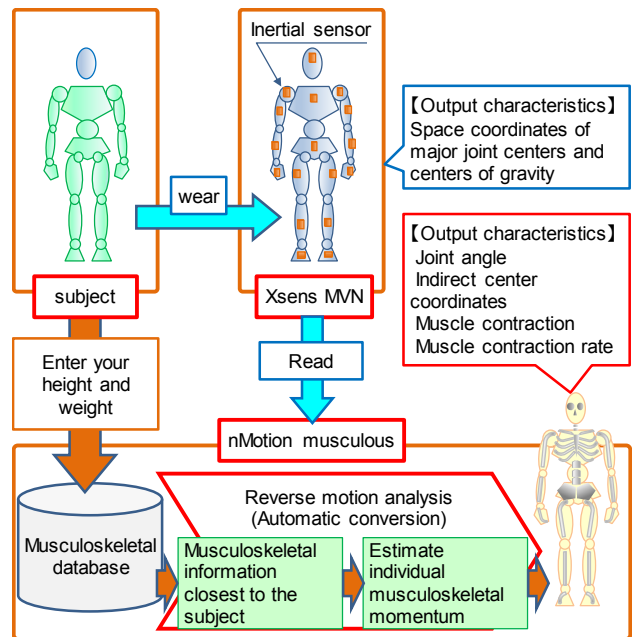 Inertial sensor
【Output characteristics】
Space coordinates of
major joint centers and
centers of gravity
wear
subject
Xsens MVN
【Output characteristics】
Joint angle
Indirect center
coordinates
Muscle contraction
Muscle contraction rate
Enter your
height and
weight
Read
nMotion musculous
Reverse motion analysis
(Automatic conversion)
Musculoskeletal
database
Musculoskeletal
information
closest to the
subject
Estimate
individual
musculoskeletal
momentum